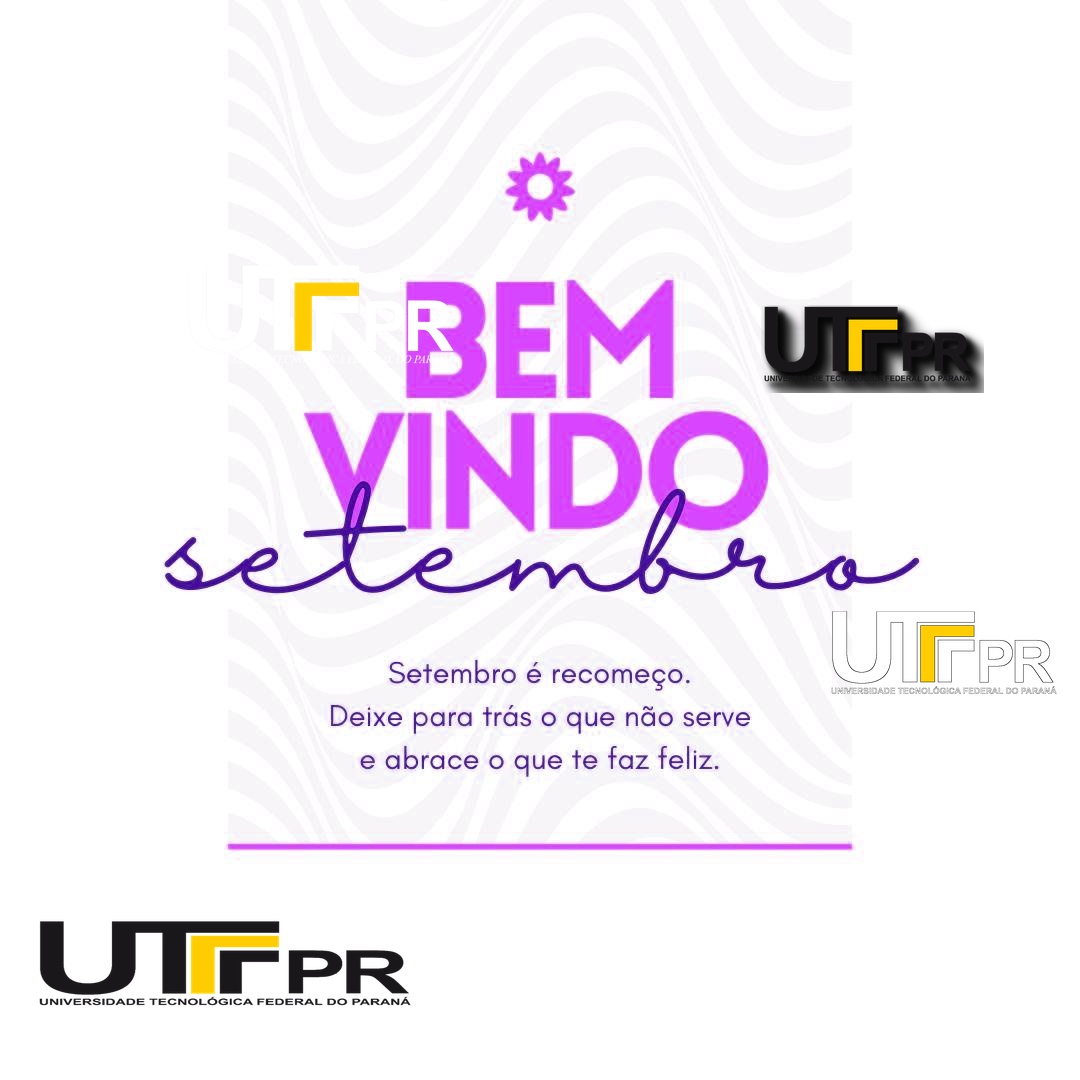 UTFPR
BEM
VINDO
setembro
UTFPR
UNIVERSIDADE TECNOLÓGICA FEDERAL DO PARANÁ
UTFPR
UNIVERSIDADE TECNOLÓGICA FEDERAL DO PARANÁ
Setembro é recomeço.
Deixe para trás o que não serve
e abrace o que te faz feliz.
UTFPR
UNIVERSIDADE TECNOLÓGICA FEDERAL DO PARANÁ